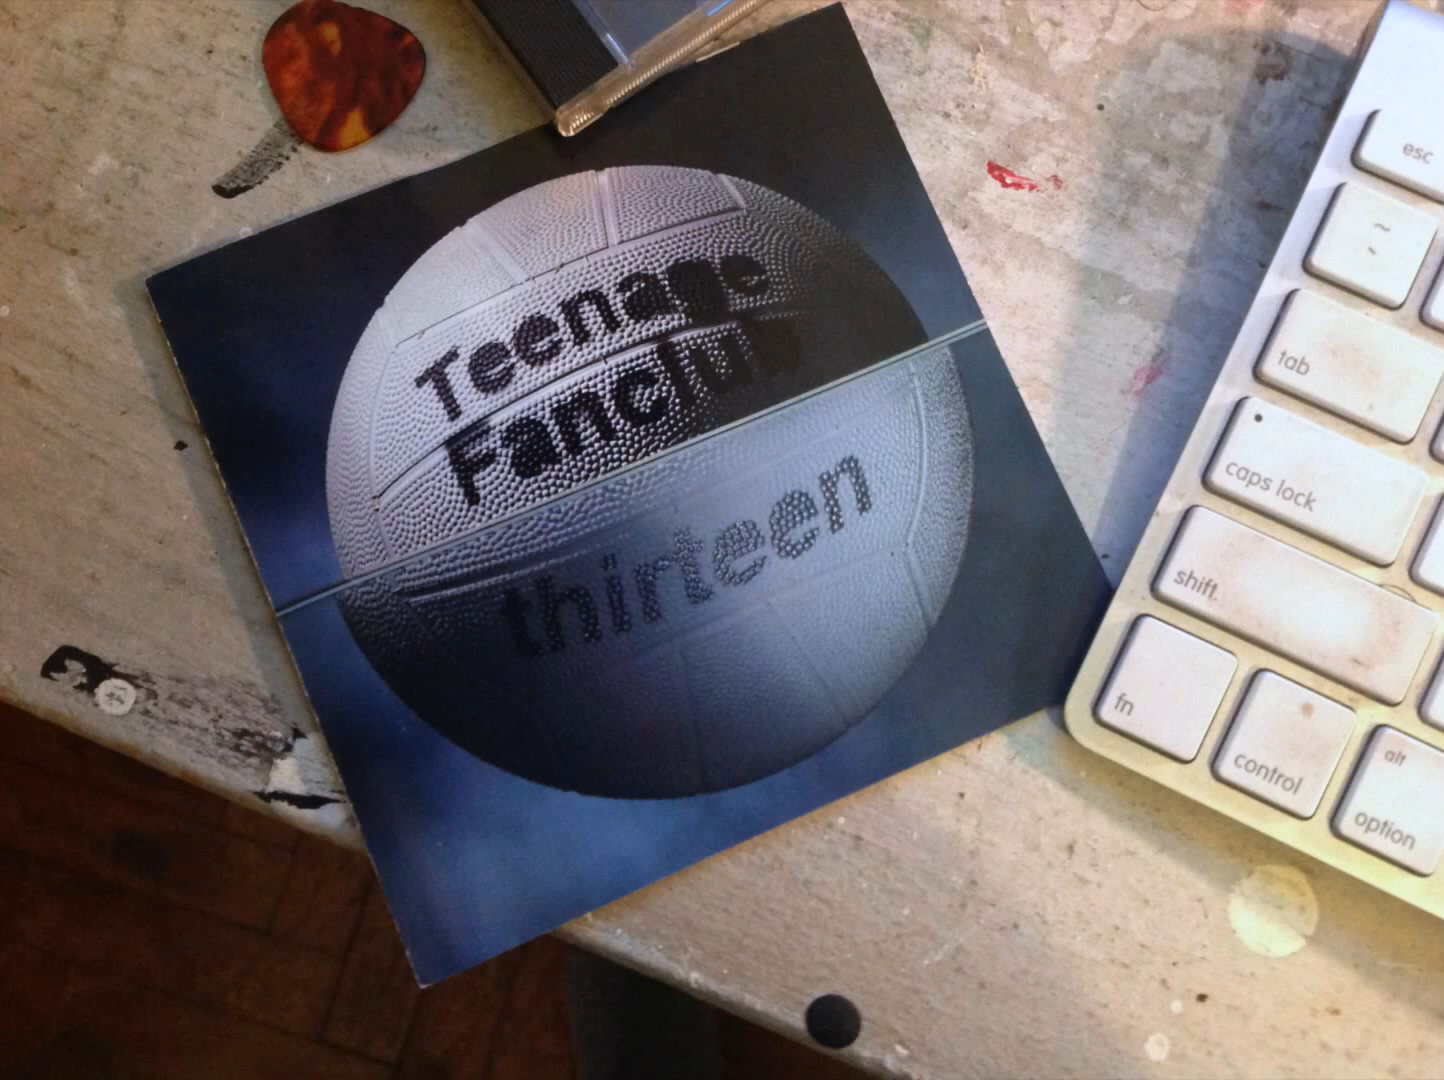 Teenage
Fanclub
thirteen
esc
~
`
tab
caps lock
shift
fn
control
alt
option